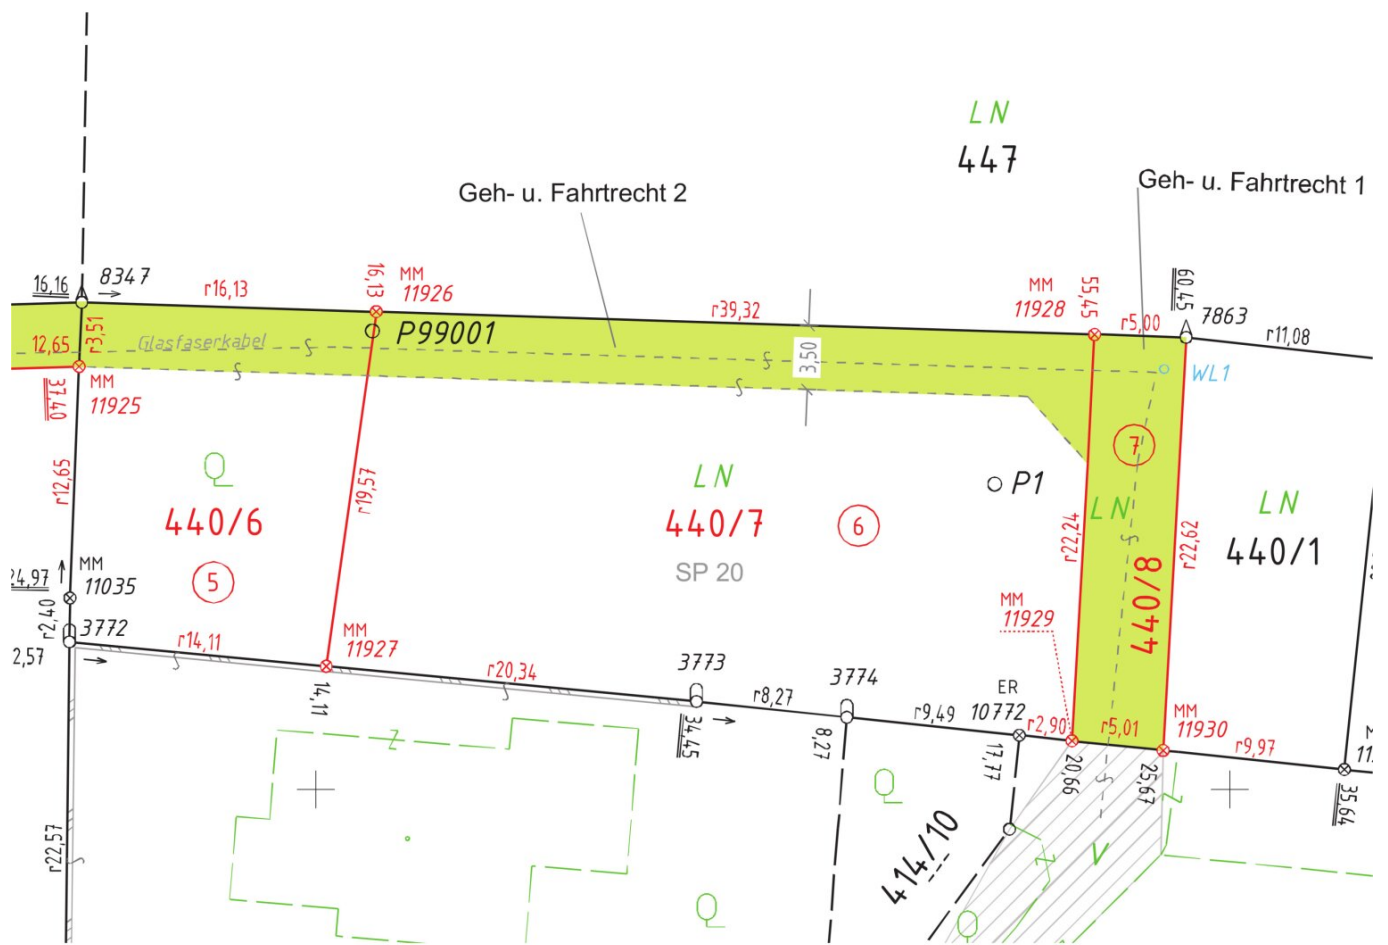 LN
447
Geh- u. Fahrtrecht 2
Geh- u. Fahrtrecht 1
16,16
8347
r16,13
16,13
MM
11926
r39,32
MM
11928
55,45
r5,00
60,45
7863
r11,08
12,65
r3,51
Glasfaserkabel
P99001
3,50
WL1
37,40
MM
11925
7
r12,65
r19,57
LN
P1
LN
LN
440/6
440/7
6
r22,24
r22,62
440/1
5
SP 20
440/8
24,97
MM
11035
r2,40
3772
2,57
r14,11
MM
11927
MM
11929
r20,34
3773
3774
r8,27
ER
10772
r9,49
r2,90
r5,01
MM
11930
r9,97
14,11
34,45
8,27
17,77
20,66
25,67
35,64
r22,57
414/10
V